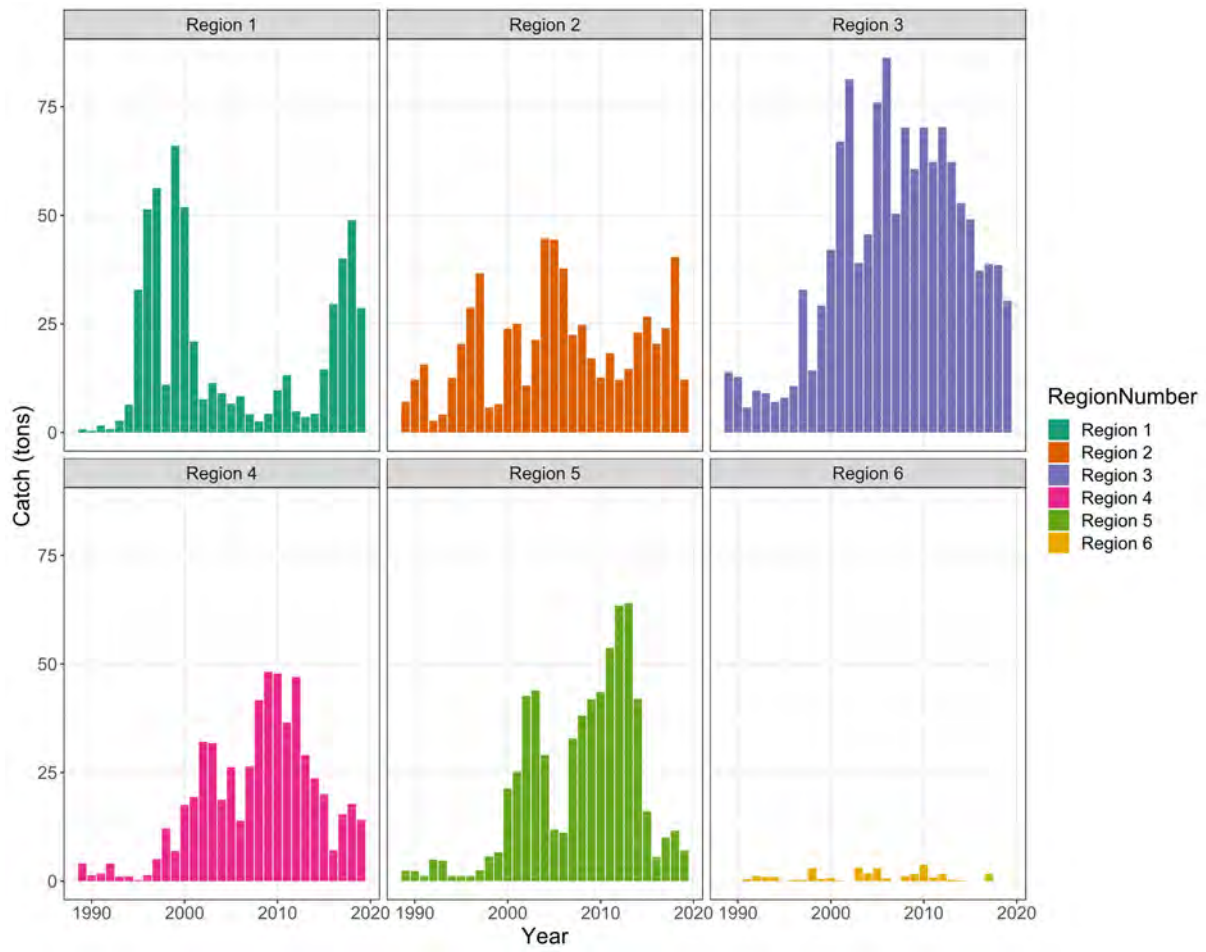 Region 1
Region 2
Region 3
75
50
25
0
Region 4
Region 5
Region 6
75
50
25
0
1990
2000
2010
2020
1990
2000
2010
2020
1990
2000
2010
2020
Year
Catch (tons)
RegionNumber
Region 1
Region 2
Region 3
Region 4
Region 5
Region 6